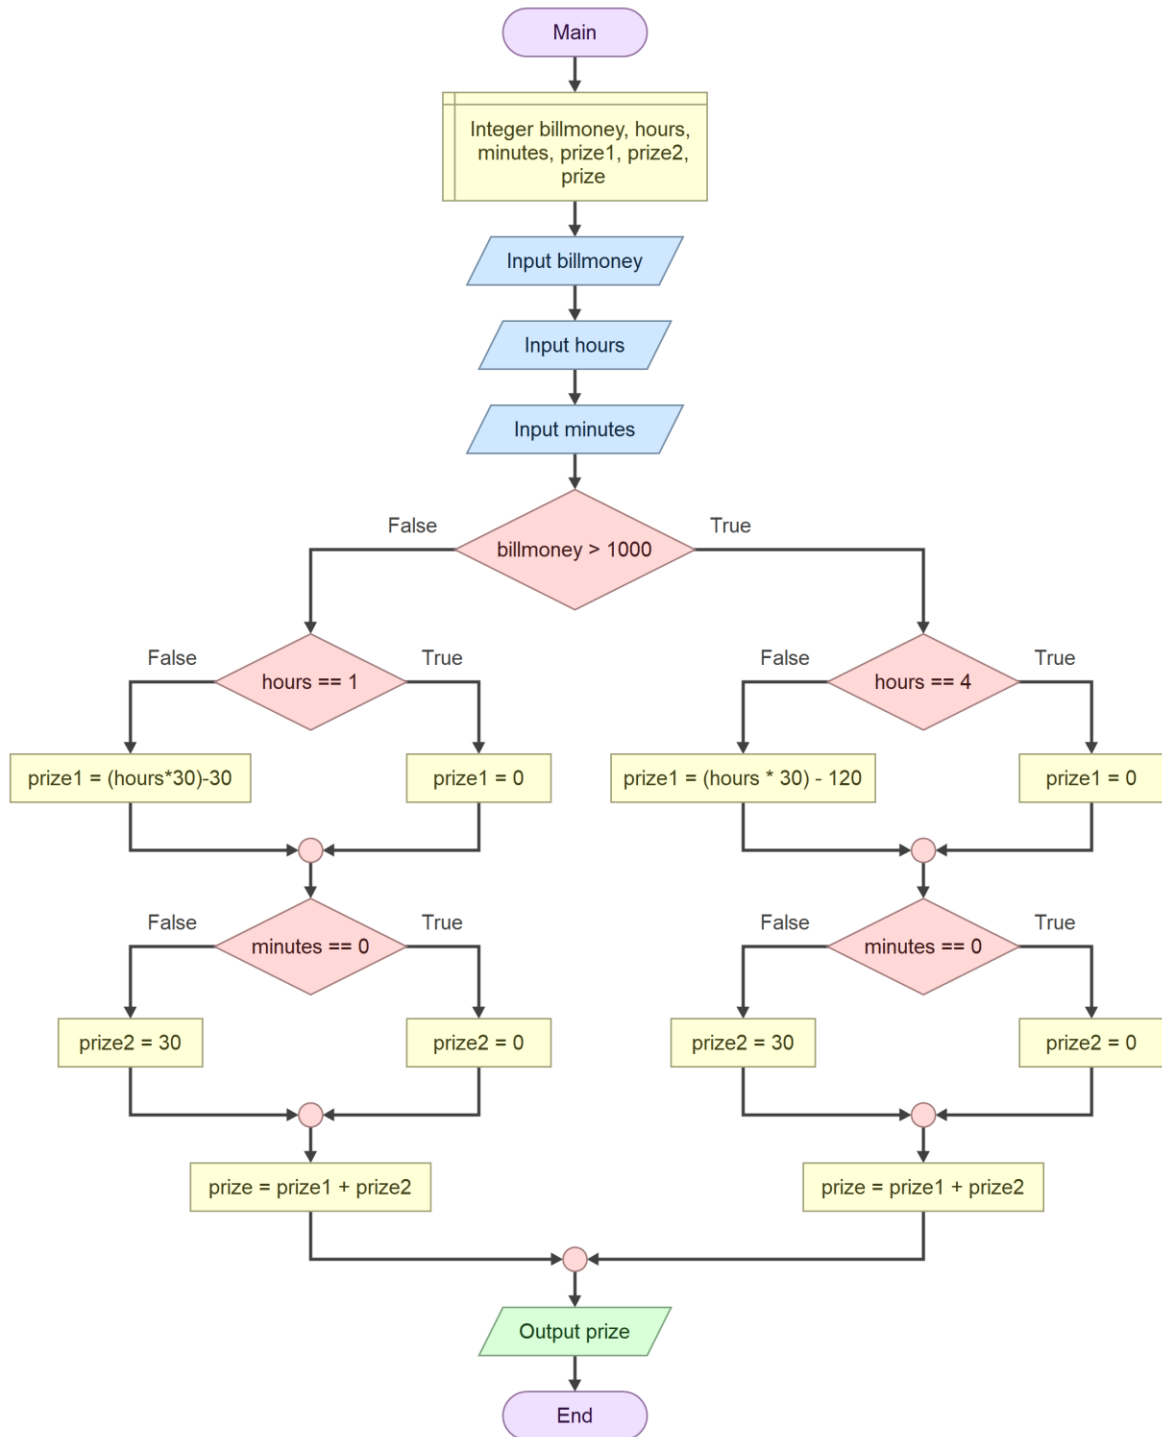 Main
Integer billmoney, hours,
minutes, prize1, prize2,
prize
Input billmoney
Input hours
Input minutes
False
True
billmoney > 1000
False
True
False
True
hours == 1
hours == 4
prize1 = (hours*30)-30
prize1 = 0
prize1 = (hours * 30) - 120
prize1 = 0
False
True
False
True
minutes == 0
minutes == 0
prize2 = 30
prize2 = 0
prize2 = 30
prize2 = 0
prize = prize1 + prize2
prize = prize1 + prize2
Output prize
End